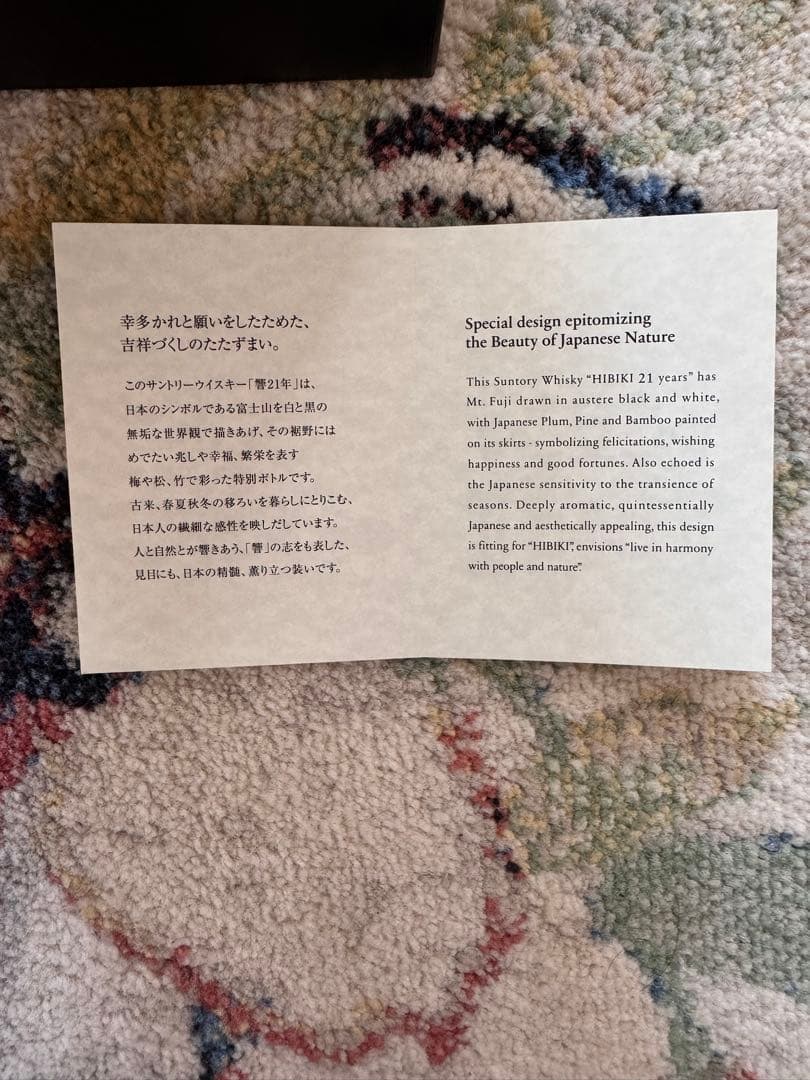 幸多かれと願いをしたためた、
吉祥づくしのたたずまい。
このサントリーウイスキー「響21年」は、
日本のシンボルである富士山を白と黒の
無垢な世界観で描きあげ、その裾野には
めでたい兆しや幸福、繁栄を表す
梅や松、竹で彩った特別ボトルです。
古来、春夏秋冬の移ろいを暮らしにとりこむ、
日本人の繊細な感性を映しだしています。
人と自然とが響きあう、「響」の志をも表した、
見目にも、日本の精髄、薫り立つ装いです。
Special design epitomizing
the Beauty of Japanese Nature
This Suntory Whisky “HIBIKI 21 years” has
Mt. Fuji drawn in austere black and white,
with Japanese Plum, Pine and Bamboo painted
on its skirts - symbolizing felicitations, wishing
happiness and good fortunes. Also echoed is
the Japanese sensitivity to the transience of
seasons. Deeply aromatic, quintessentially
Japanese and aesthetically appealing, this design
is fitting for “HIBIKI”, envisions “live in harmony
with people and nature”.